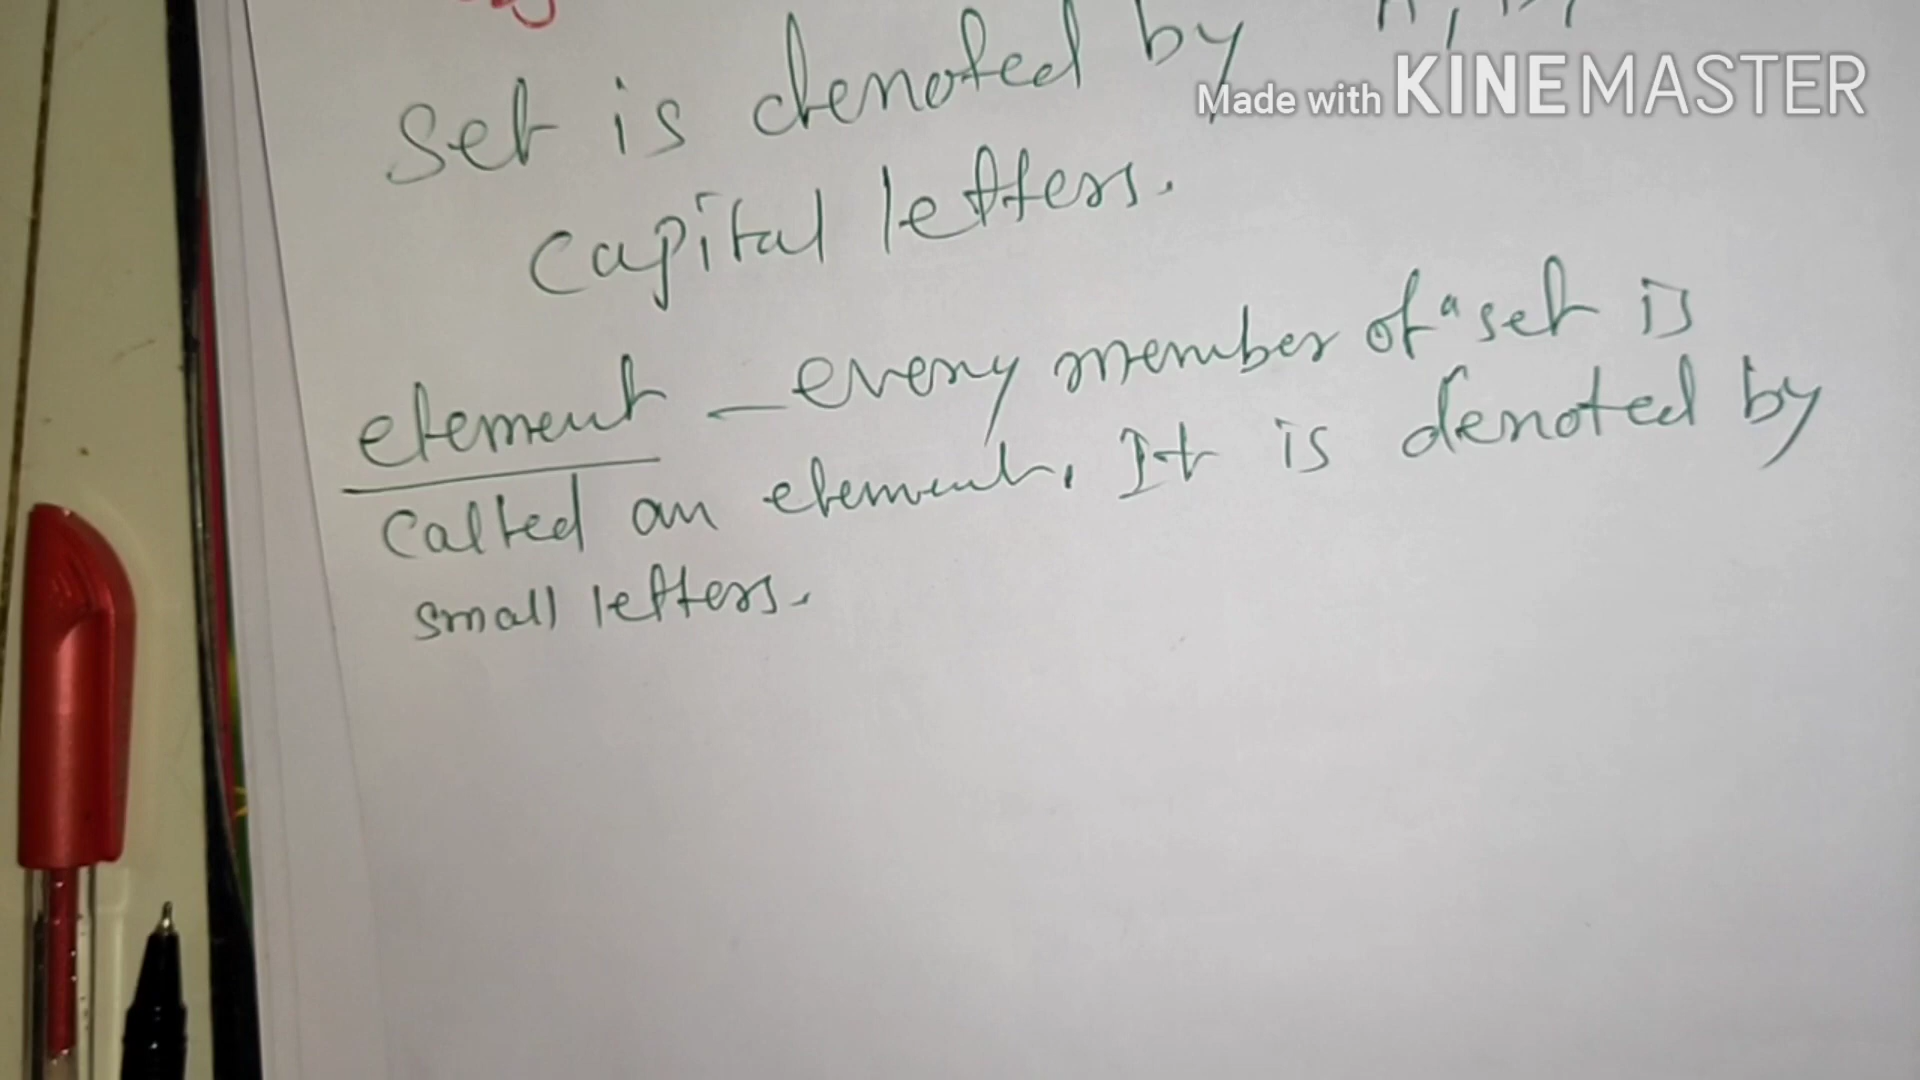 Set is denoted by
Made with KINEMASTER
Capital letters.
element - every member of a set is
called an element. It is denoted by
small letters.